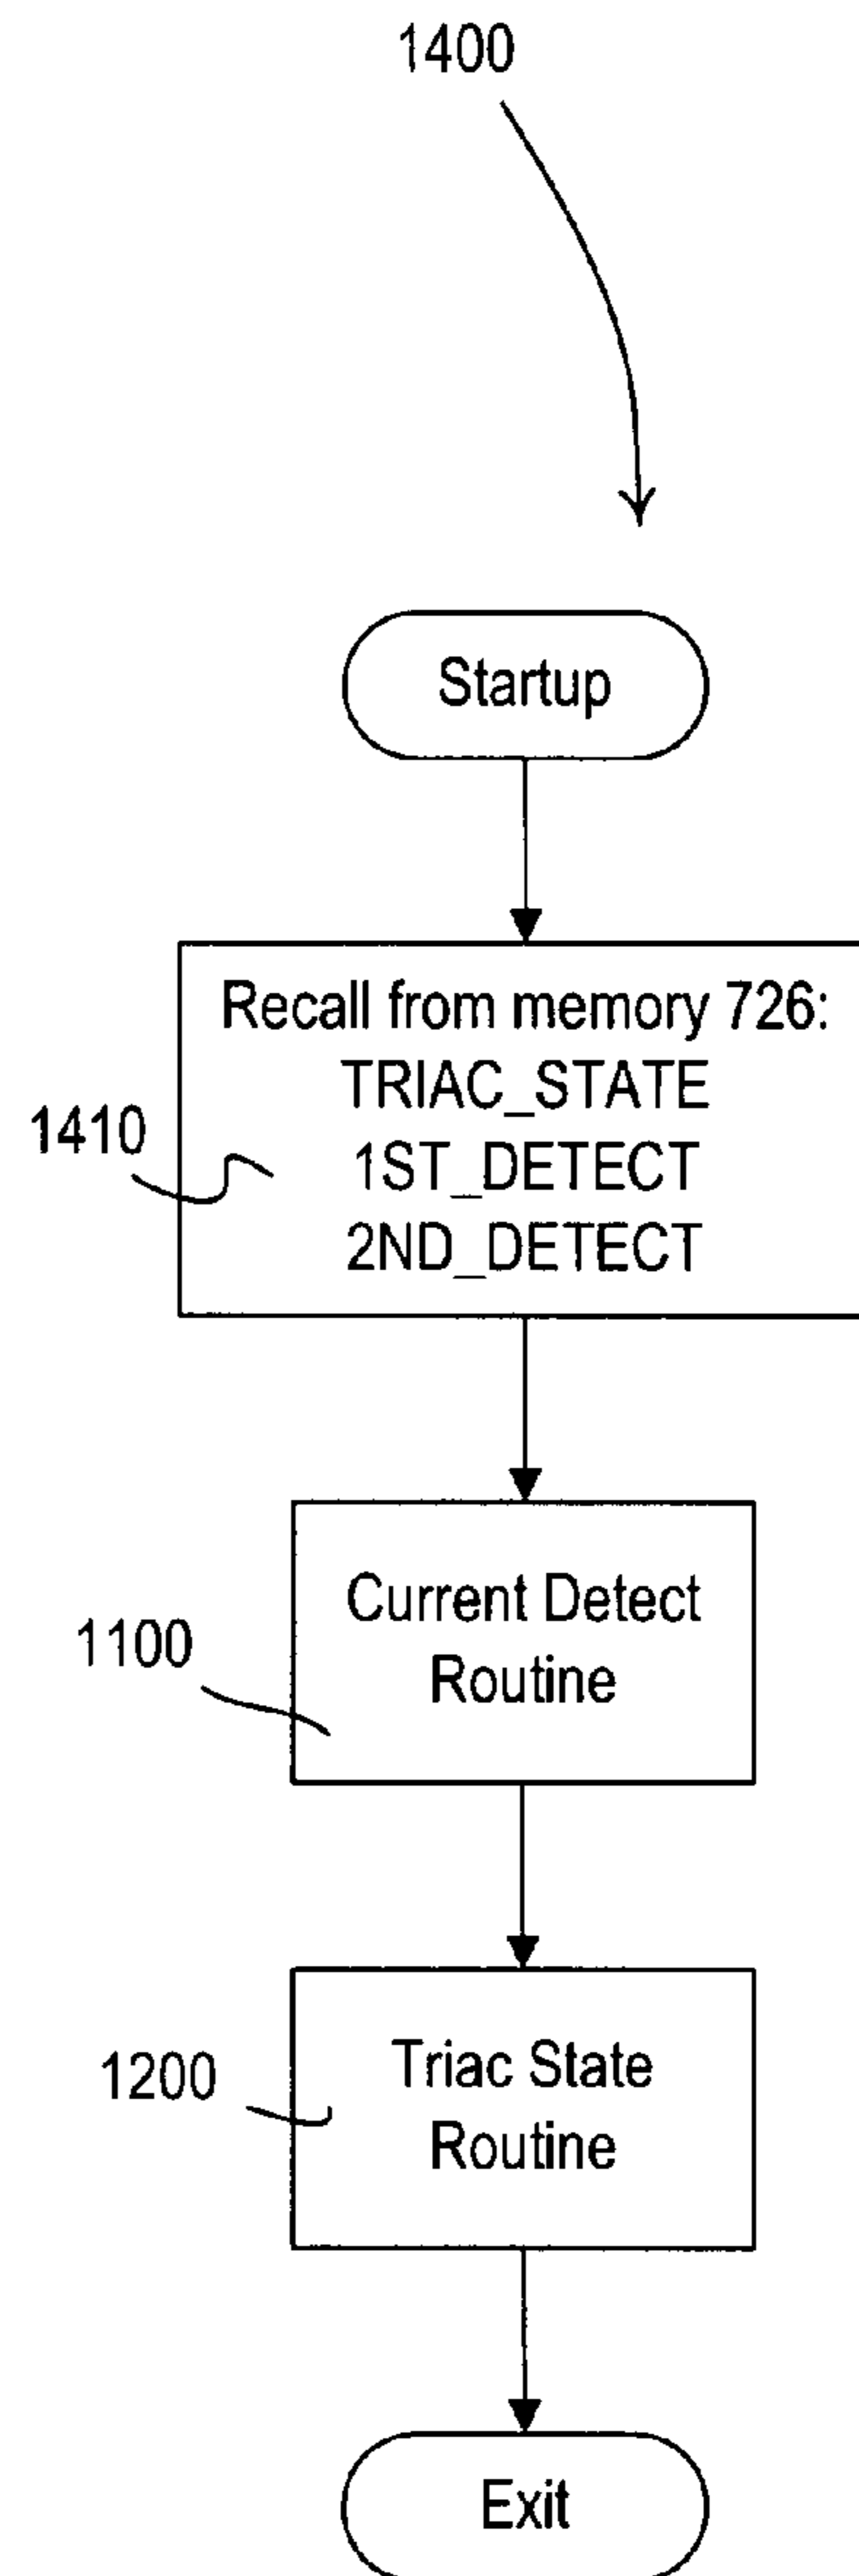 1400
Startup
Recall from memory 726:
TRIAC_STATE
1410
1ST_DETECT
2ND_DETECT
Current Detect
1100
Routine
Triac State
1200
Routine
Exit